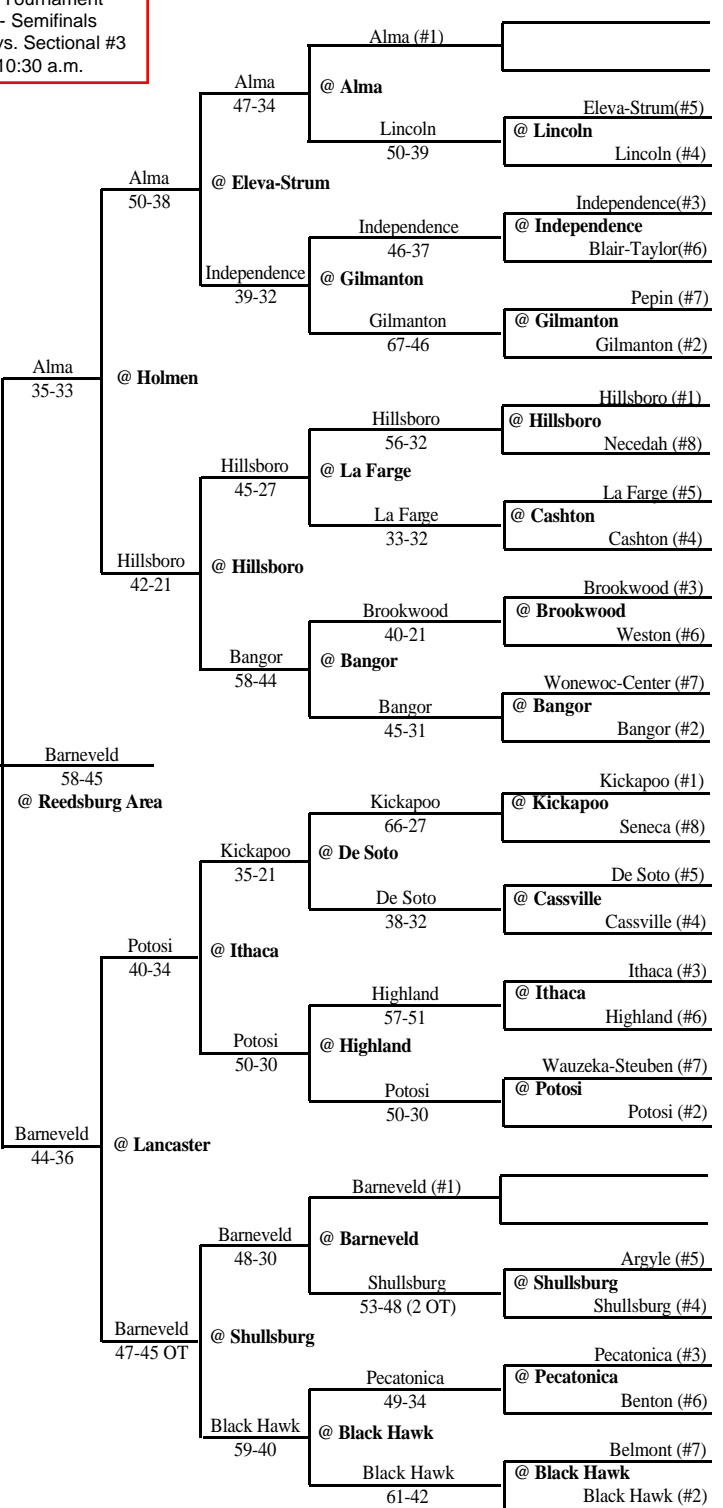 Tournament
- Semifinals
vs. Sectional #3
10:30 a.m.
Alma (#1)
Alma
47-34
@ Alma
Eleva-Strum(#5)
Lincoln
50-39
@ Lincoln
Lincoln (#4)
Alma
50-38
@ Eleva-Strum
Independence(#3)
Independence
46-37
@ Independence
Blair-Taylor(#6)
Independence
39-32
@ Gilmanton
Pepin (#7)
Gilmanton
67-46
@ Gilmanton
Gilmanton (#2)
Alma
35-33
@ Holmen
Hillsboro (#1)
Hillsboro
56-32
@ Hillsboro
Necedah (#8)
Hillsboro
45-27
@ La Farge
La Farge (#5)
La Farge
33-32
@ Cashton
Cashton (#4)
Hillsboro
42-21
@ Hillsboro
Brookwood (#3)
Brookwood
40-21
@ Brookwood
Weston (#6)
Bangor
58-44
@ Bangor
Wonewoc-Center (#7)
Bangor
45-31
@ Bangor
Bangor (#2)
Barneveld
58-45
@ Reedsburg Area
Kickapoo (#1)
Kickapoo
66-27
@ Kickapoo
Seneca (#8)
Kickapoo
35-21
@ De Soto
De Soto (#5)
De Soto
38-32
@ Cassville
Cassville (#4)
Potosi
40-34
@ Ithaca
Ithaca (#3)
Highland
57-51
@ Ithaca
Highland (#6)
Potosi
50-30
@ Highland
Wauzeka-Steuben (#7)
Potosi
50-30
@ Potosi
Potosi (#2)
Barneveld
44-36
@ Lancaster
Barneveld (#1)
Barneveld
48-30
@ Barneveld
Argyle (#5)
Shullsburg
53-48 (2 OT)
@ Shullsburg
Shullsburg (#4)
Barneveld
47-45 OT
@ Shullsburg
Pecatonica (#3)
Pecatonica
49-34
@ Pecatonica
Benton (#6)
Black Hawk
59-40
@ Black Hawk
Belmont (#7)
Black Hawk
61-42
@ Black Hawk
Black Hawk (#2)